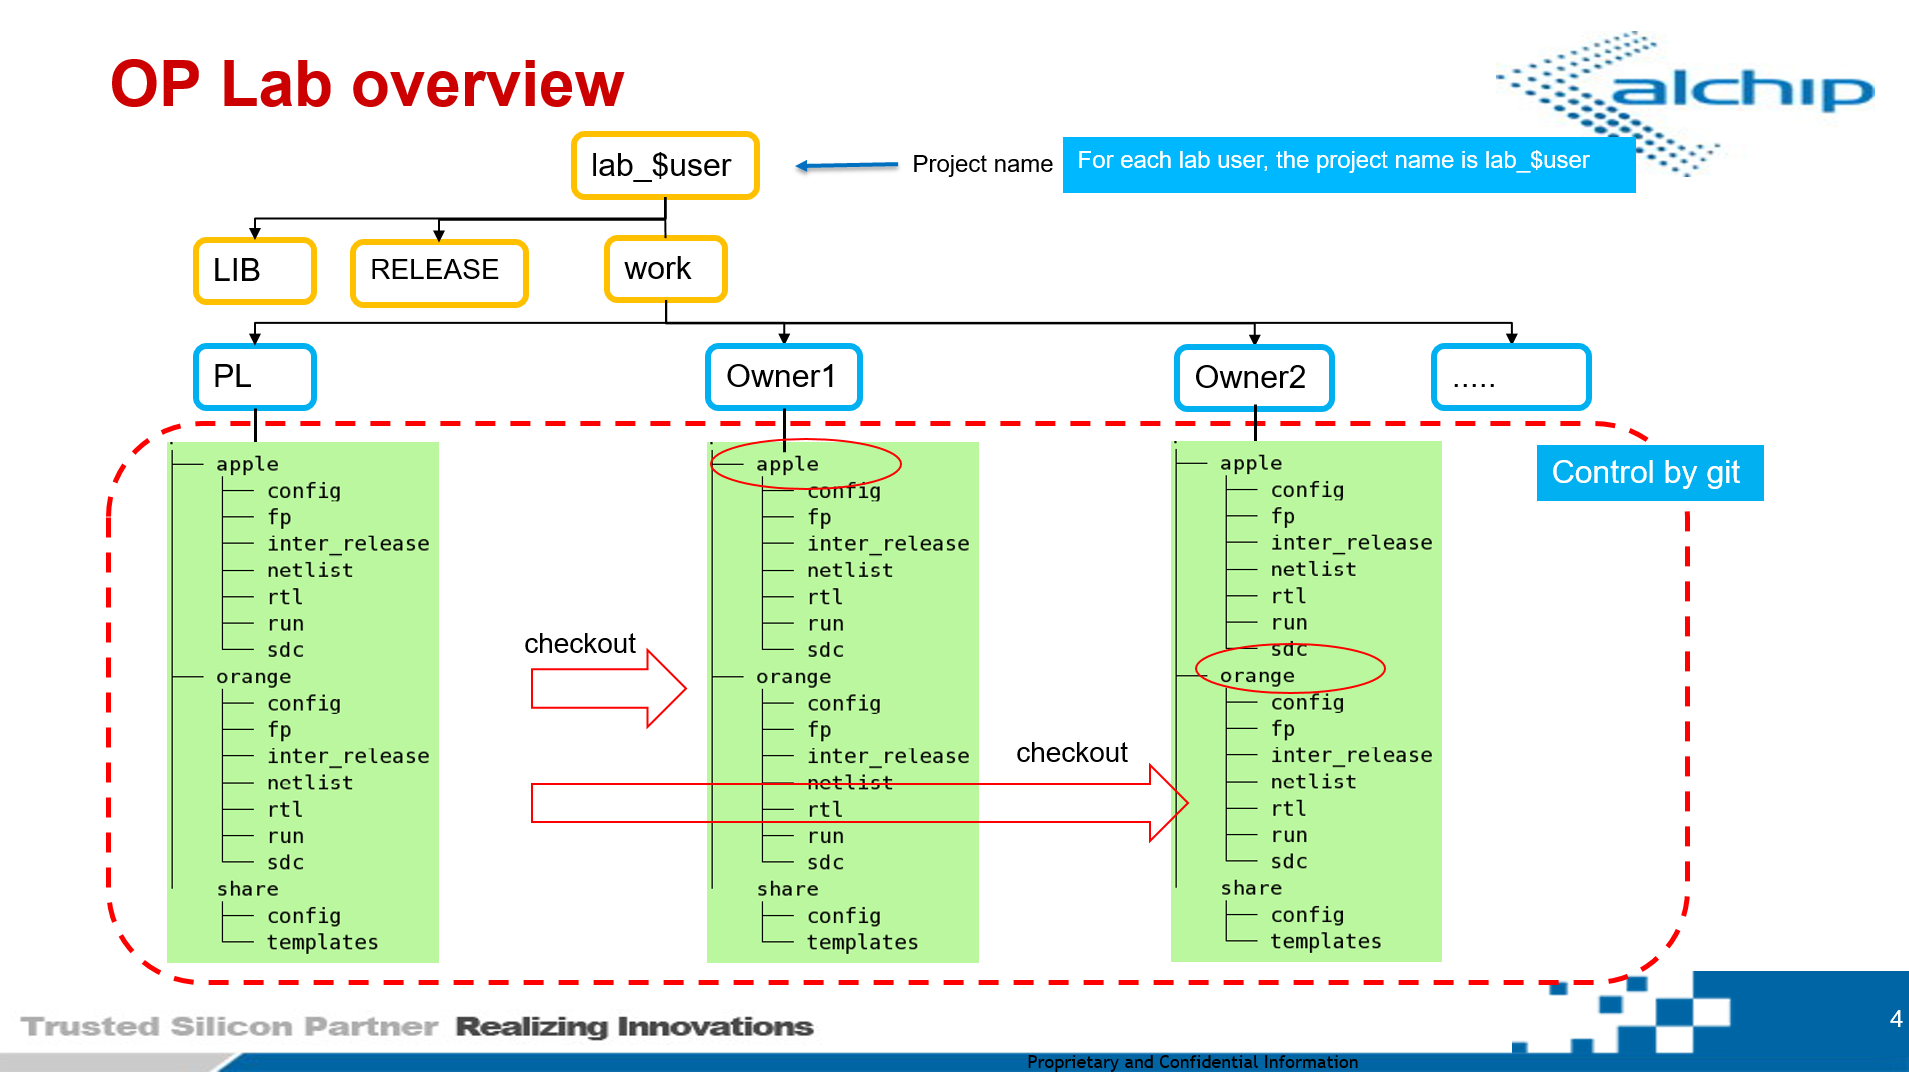 OP Lab overview
alchip
lab_$user
Project name
For each lab user, the project name is lab_$user
LIB
RELEASE
work
PL
Owner1
Owner2
.....
Control by git
apple
config
fp
inter_release
netlist
rtl
run
sdc
orange
config
fp
inter_release
netlist
rtl
run
sdc
share
config
templates
checkout
apple
config
fp
inter_release
netlist
rtl
run
sdc
orange
config
fp
inter_release
netlist
rtl
run
sdc
share
config
templates
checkout
apple
config
fp
inter_release
netlist
rtl
run
sdc
orange
config
fp
inter_release
netlist
rtl
run
sdc
share
config
templates
Trusted Silicon Partner Realizing Innovations
4
Proprietary and Confidential Information